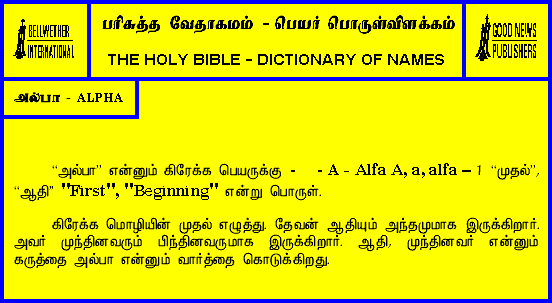 BELLWETHER
INTERNATIONAL
பரிசுத்த வேதாகமம் - பெயர் பொருள்விளக்கம்
THE HOLY BIBLE - DICTIONARY OF NAMES
GOOD NEWS
PUBLISHERS
அல்பா - ALPHA
“அல்பா” என்னும் கிரேக்க பெயருக்கு - - A - Alfa A, a, alfa – 1 “முதல்”,
“ஆதி” "First", "Beginning" என்று பொருள்.
கிரேக்க மொழியின் முதல் எழுத்து. தேவன் ஆதியும் அந்தமுமாக இருக்கிறார்.
அவர் முந்தினவரும் பிந்தினவருமாக இருக்கிறார். ஆதி, முந்தினவர் என்னும்
கருத்தை அல்பா என்னும் வார்த்தை கொடுக்கிறது.